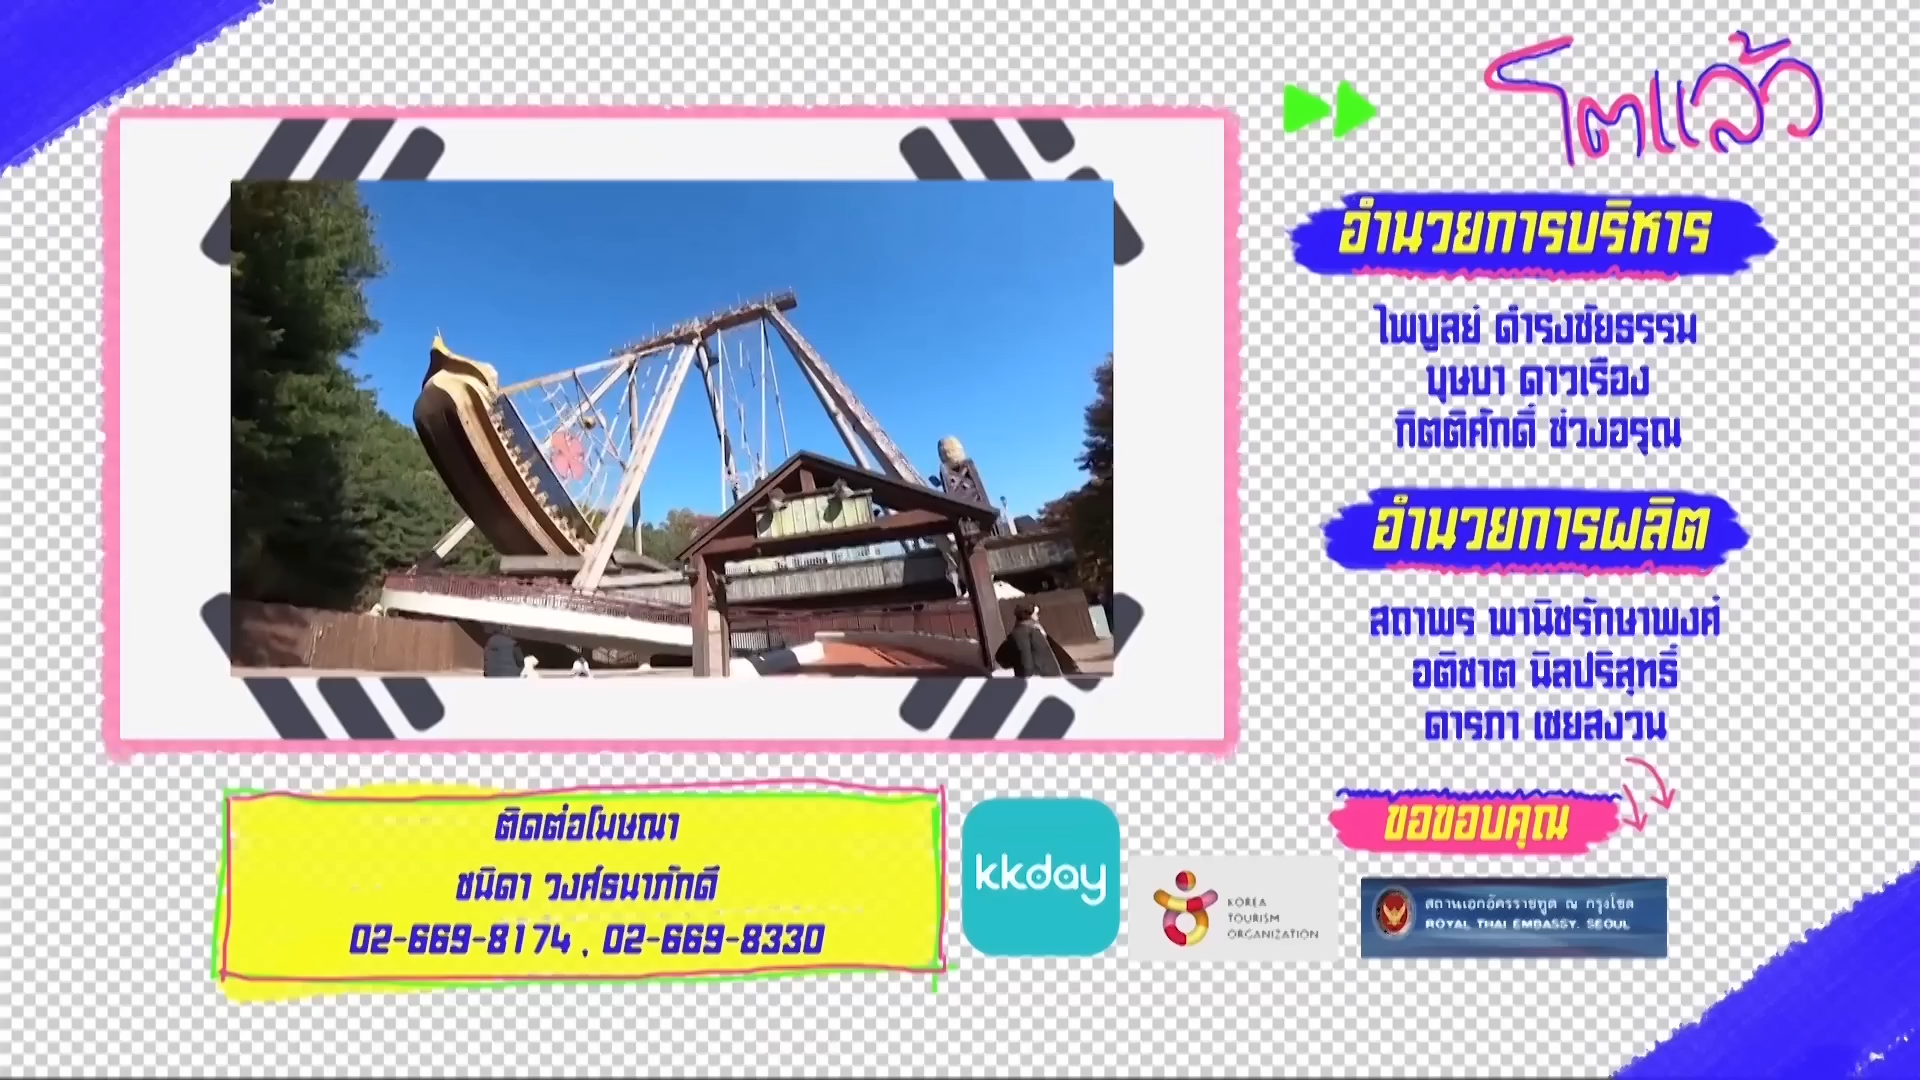 โตแล้ว
อำนวยการบริหาร
ไพบูลย์ ดำรงชัยธรรม
บุษบา ดาวเรือง
กิตติศักดิ์ ช่วงอรุณ
อำนวยการผลิต
สถาพร พานิชรักษาพงศ์
อติชาต นิลปริสุทธิ์
ดารภา เชยสงวน
ขอขอบคุณ
ติดต่อโฆษณา
ชนิดา วงศ์ธนาภักดี
02-669-8174 , 02-669-8330
kkday
KOREA
TOURISM
ORGANIZATION
สถานเอกอัครราชทูต ณ กรุงโซล
ROYAL THAI EMBASSY, SEOUL